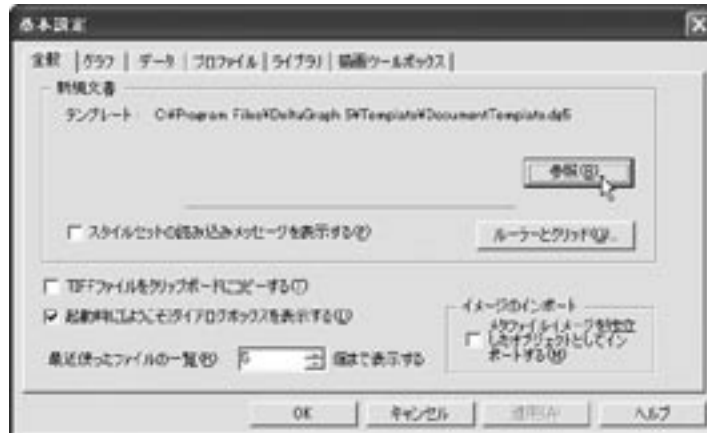 基本設定
全般 グラフ データ プロファイル ライブラリ 描画ツールボックス
新規文書
テンプレート C:¥Program Files¥DeltaGraph 5¥Template¥DocumentTemplate.dg5
参照(B)...
スタイルセットの読み込みメッセージを表示する(P)
ルーラーとグリッド(G)...
TIFFファイルをクリップボードにコピーする(T)
起動時に[ようこそ]ダイアログボックスを表示する(L)
最近使ったファイルの一覧(R) 5 個まで表示する
イメージのインポート
メタファイルイメージを独立
したオブジェクトとしてイン
ポートする(M)
OK キャンセル 適用(A) ヘルプ